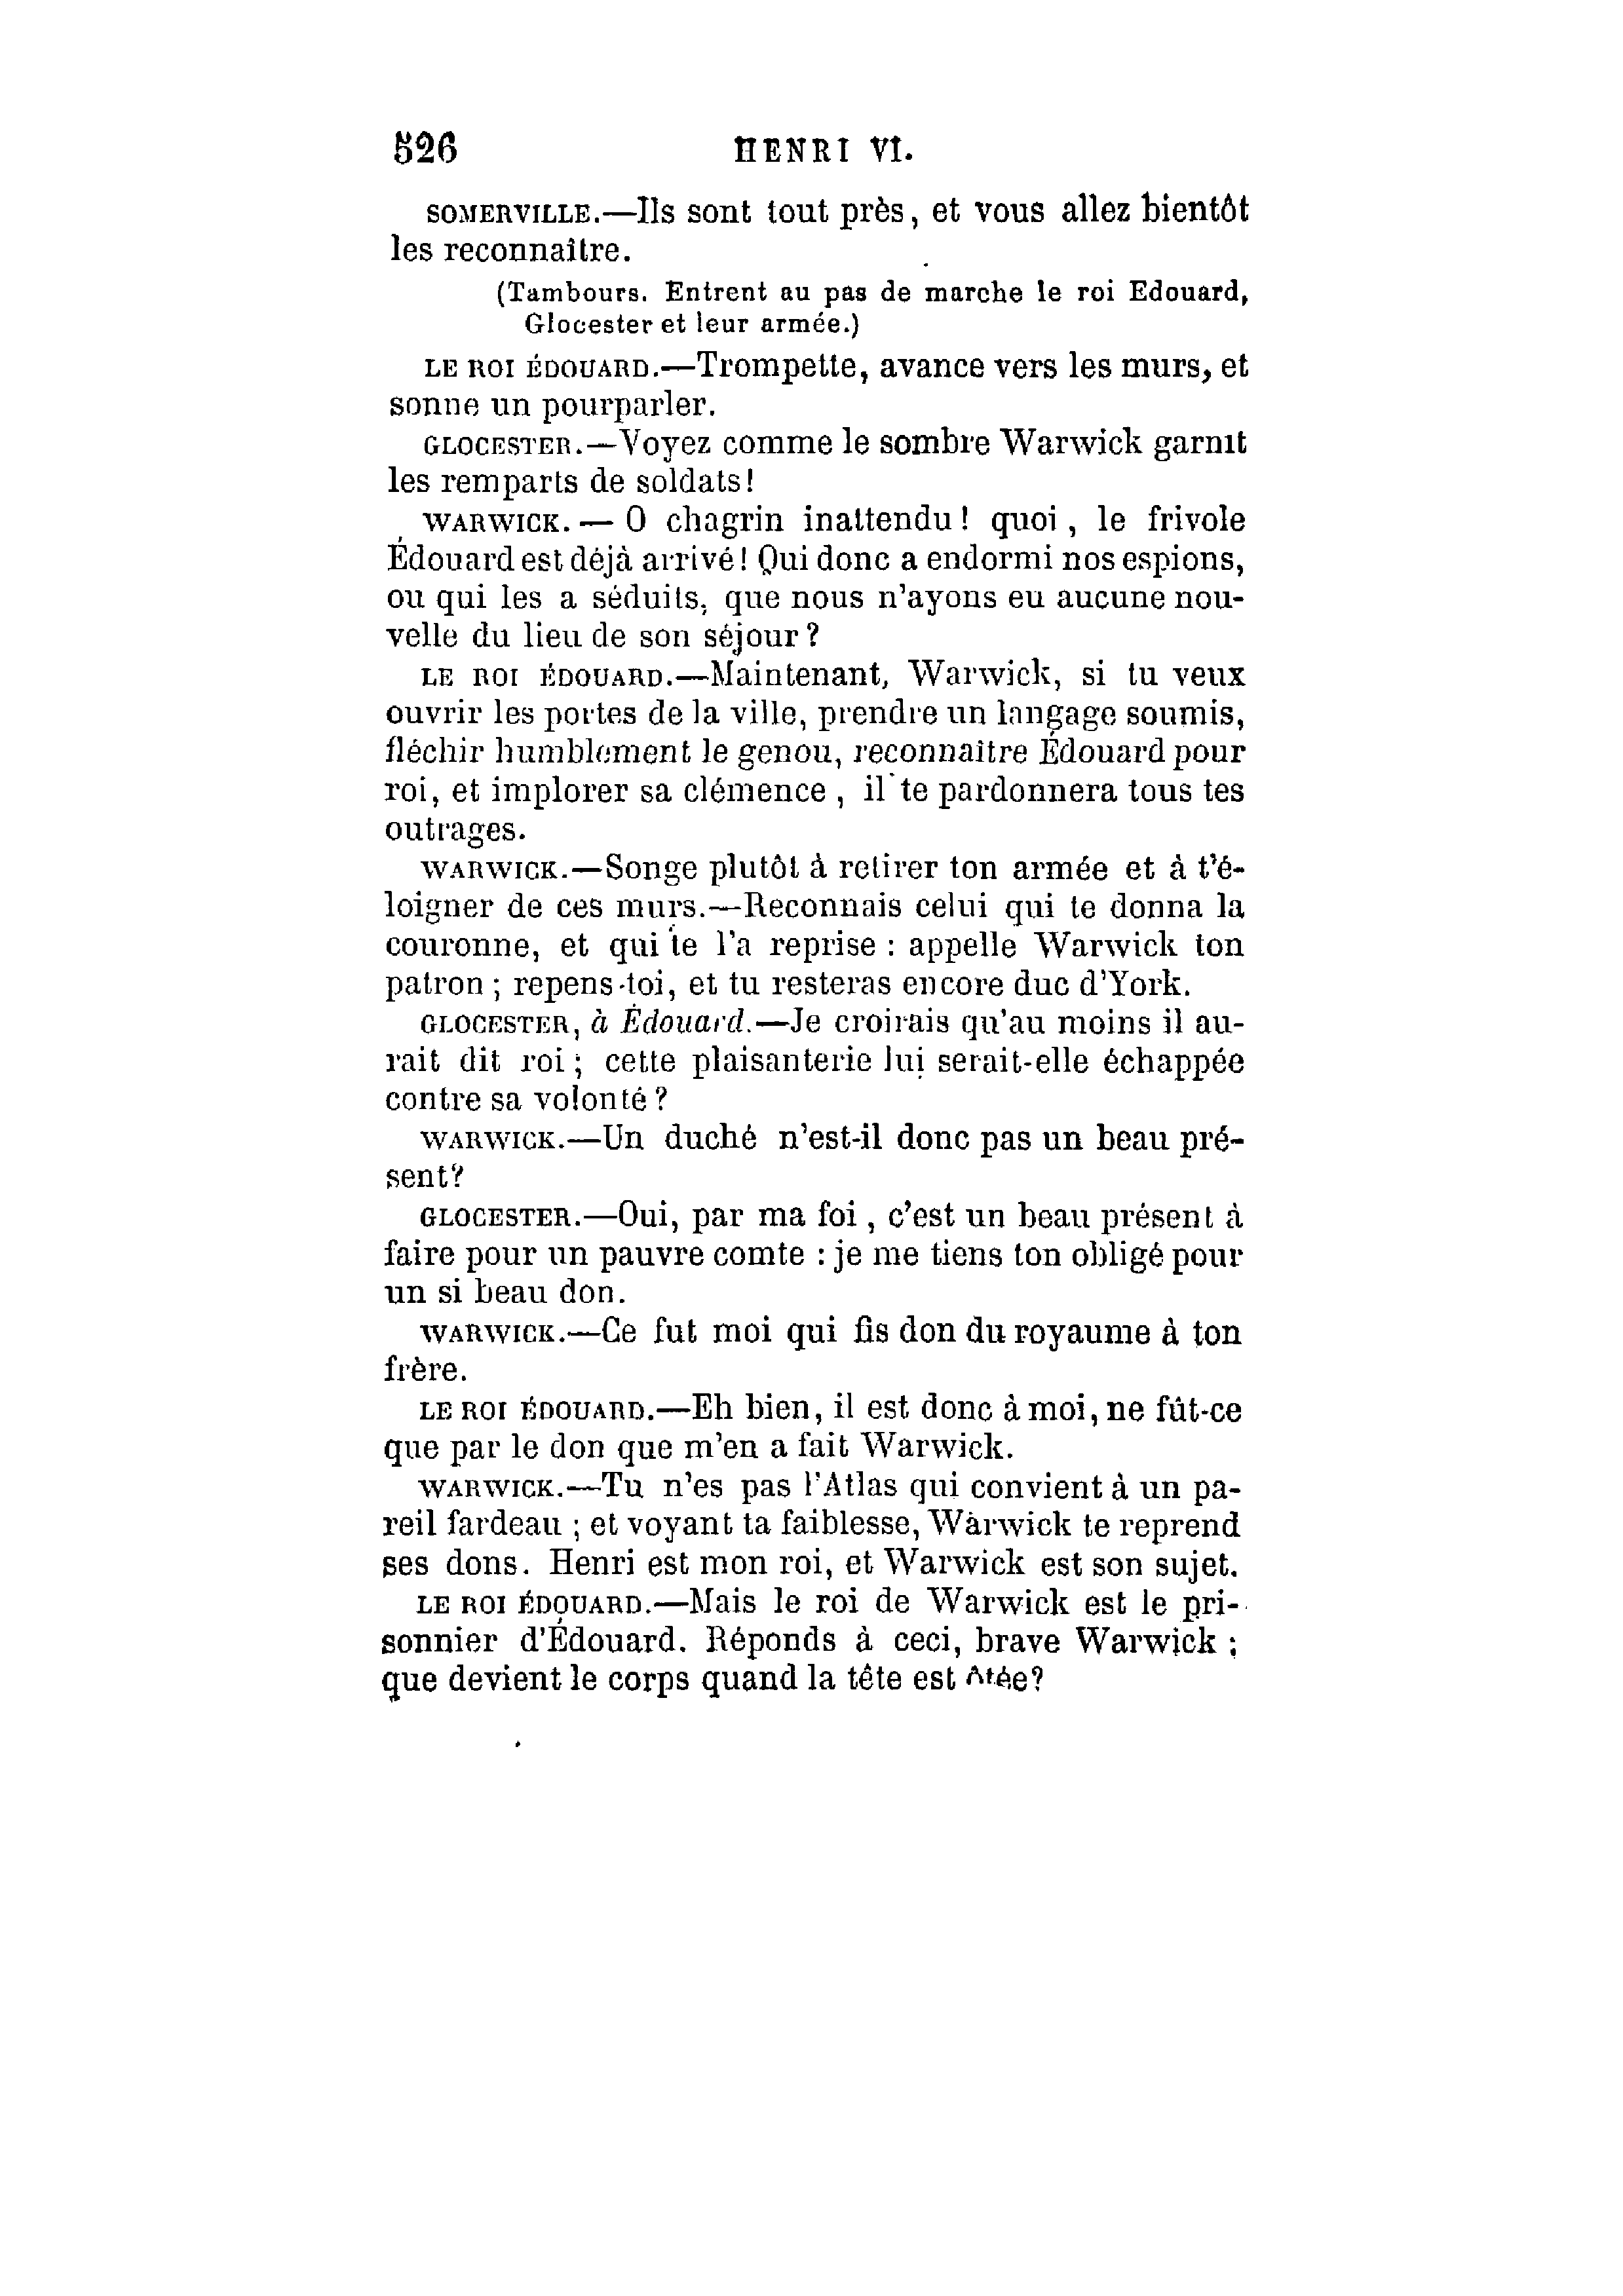 526 HENRI VI.
SOMERVILLE.—Ils sont tout près, et vous allez bientôt
les reconnaître.
(Tambours. Entrent au pas de marche le roi Edouard,
Glocester et leur armée.)
LE ROI ÉDOUARD.—Trompette, avance vers les murs, et
sonne un pourparler.
GLOCESTER.—Voyez comme le sombre Warwick garnit
les remparts de soldats!
WARWICK. — O chagrin inattendu! quoi, le frivole
Édouard est déjà arrivé! Qui donc a endormi nos espions,
ou qui les a séduits, que nous n'ayons eu aucune nou-
velle du lieu de son séjour?
LE ROI ÉDOUARD.—Maintenant, Warwick, si tu veux
ouvrir les portes de la ville, prendre un langage soumis,
fléchir humblement le genou, reconnaître Édouard pour
roi, et implorer sa clémence, il te pardonnera tous tes
outrages.
WARWICK.—Songe plutôt à retirer ton armée et à t'é-
loigner de ces murs.—Reconnais celui qui te donna la
couronne, et qui te l'a reprise : appelle Warwick ton
patron ; repens-toi, et tu resteras encore duc d'York.
GLOCESTER, à Édouard.—Je croirais qu'au moins il au-
rait dit roi ; cette plaisanterie lui serait-elle échappée
contre sa volonté?
WARWICK.—Un duché n'est-il donc pas un beau pré-
sent?
GLOCESTER.—Oui, par ma foi, c'est un beau présent à
faire pour un pauvre comte : je me tiens ton obligé pour
un si beau don.
WARWICK.—Ce fut moi qui fis don du royaume à ton
frère.
LE ROI ÉDOUARD.—Eh bien, il est donc à moi, ne fût-ce
que par le don que m'en a fait Warwick.
WARWICK.—Tu n'es pas l'Atlas qui convient à un pa-
reil fardeau ; et voyant ta faiblesse, Warwick te reprend
ses dons. Henri est mon roi, et Warwick est son sujet.
LE ROI ÉDOUARD.—Mais le roi de Warwick est le pri-
sonnier d'Édouard. Réponds à ceci, brave Warwick ;
que devient le corps quand la tête est ôtée?